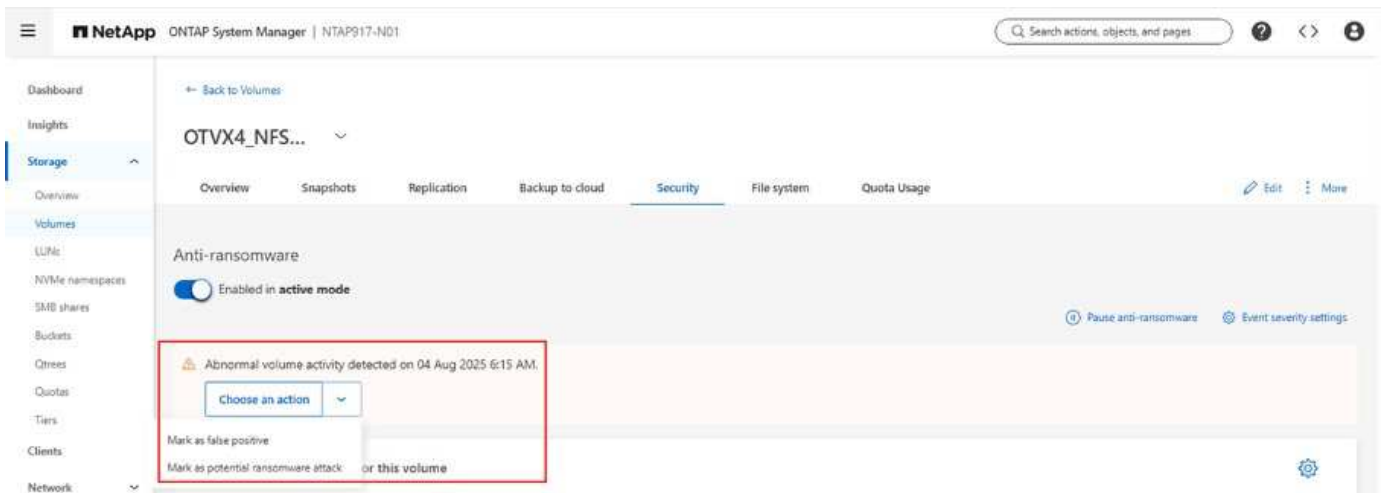 NetApp ONTAP System Manager | NTAP917-N01
Search actions, objects, and pages
Dashboard
Insights
Storage
Overview
Volumes
LUNs
NVMe namespaces
SMB shares
Buckets
Qtrees
Quotas
Tiers
Clients
Network
← Back to Volumes
OTVX4_NFS...
Overview Snapshots Replication Backup to cloud Security File system Quota Usage
Edit More
Anti-ransomware
Enabled in active mode
Pause anti-ransomware Event severity settings
Abnormal volume activity detected on 04 Aug 2025 6:15 AM.
Choose an action
Mark as false positive
Mark as potential ransomware attack
or this volume